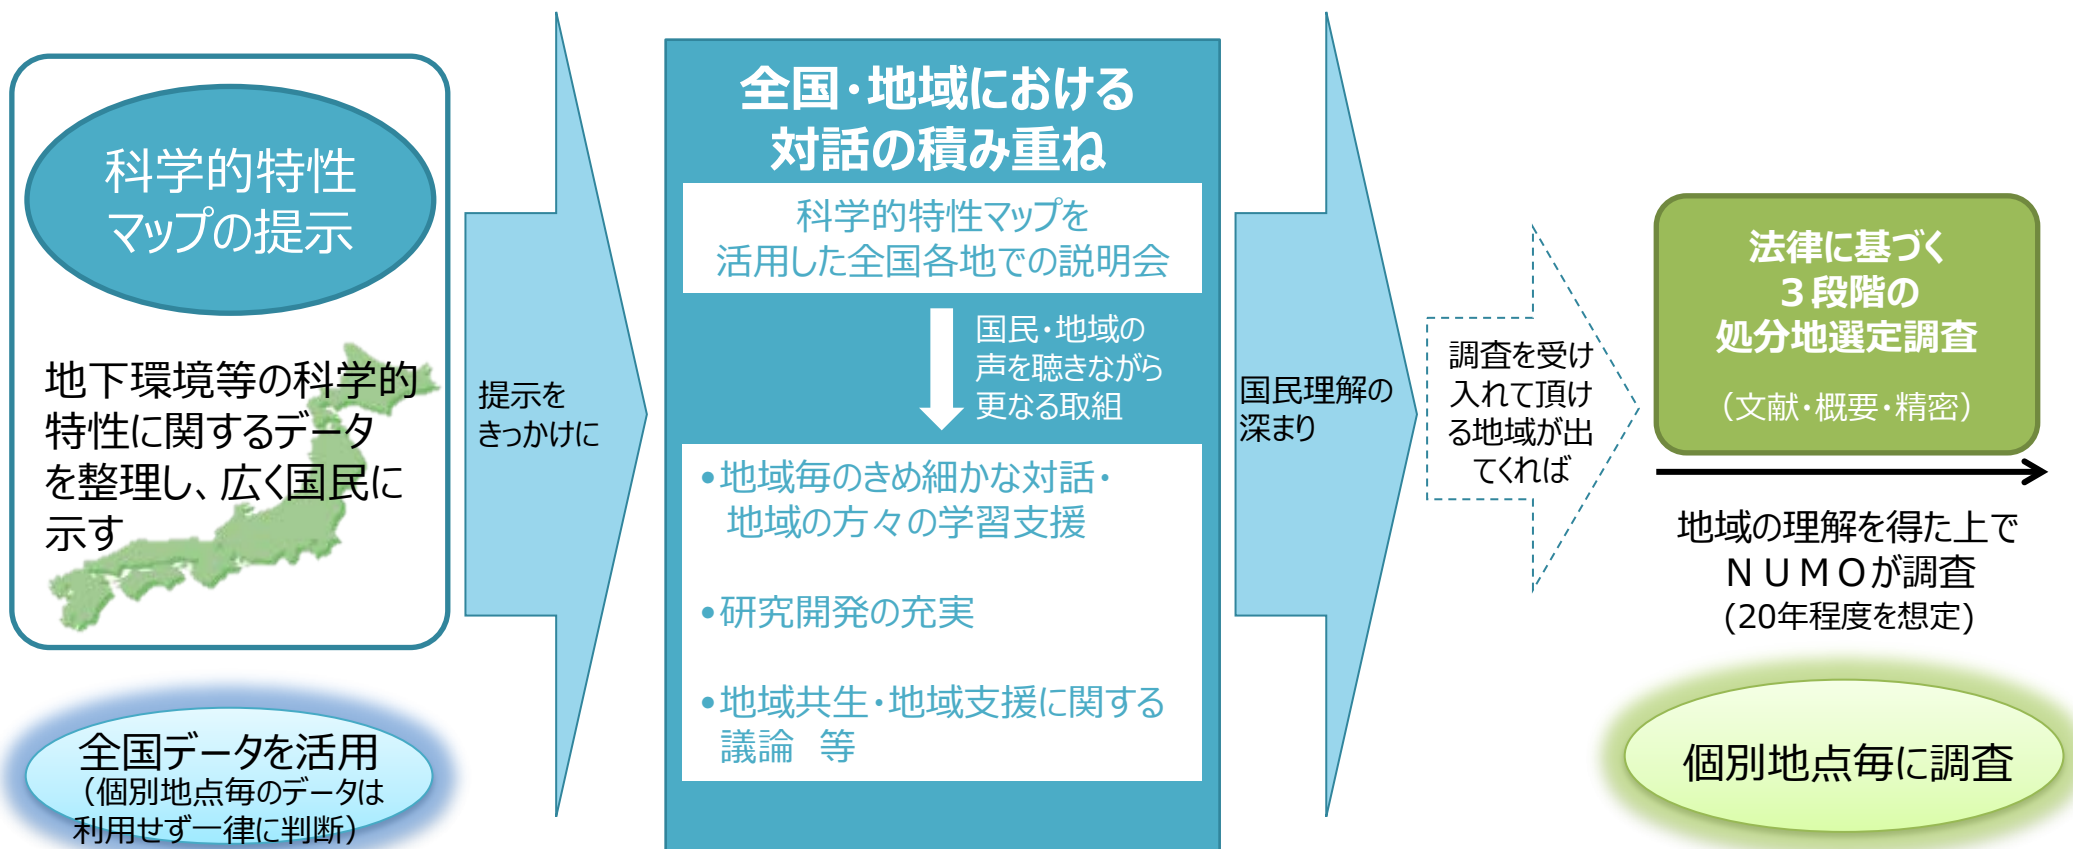 科学的特性
マップの提示
地下環境等の科学的
特性に関するデータ
を整理し、広く国民に
示す
全国データを活用
（個別地点毎のデータは
利用せず一律に判断）
提示を
きっかけに
全国・地域における
対話の積み重ね
科学的特性マップを
活用した全国各地での説明会
国民・地域の
声を聴きながら
更なる取組
•地域毎のきめ細かな対話・
地域の方々の学習支援
•研究開発の充実
•地域共生・地域支援に関する
議論　等
国民理解の
深まり
調査を受け
入れて頂け
る地域が出
てくれば
法律に基づく
３段階の
処分地選定調査
（文献・概要・精密）
地域の理解を得た上で
ＮＵＭＯが調査
(20年程度を想定)
個別地点毎に調査